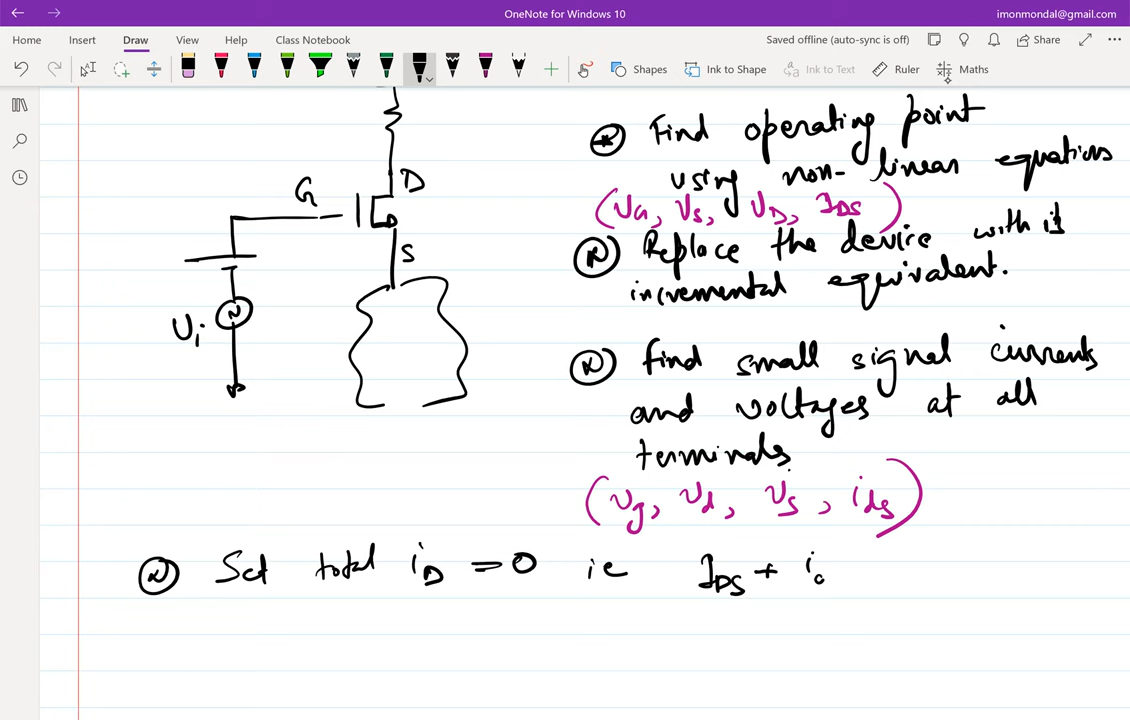 OneNote for Windows 10
imonmondal@gmail.com
Home Insert Draw View Help Class Notebook
Saved offline (auto-sync is off) Share
Shapes Ink to Shape Ink to Text Ruler Maths
G
D
S
Vi
Find operating point
using non-linear equations
(VG, VS, VD, IDS)
Replace the device with it
incremental equivalent.
Find small signal currents
and voltages at all
terminals
(vg, vd, vs, ids)
Set total iD = 0 ie IDS + i